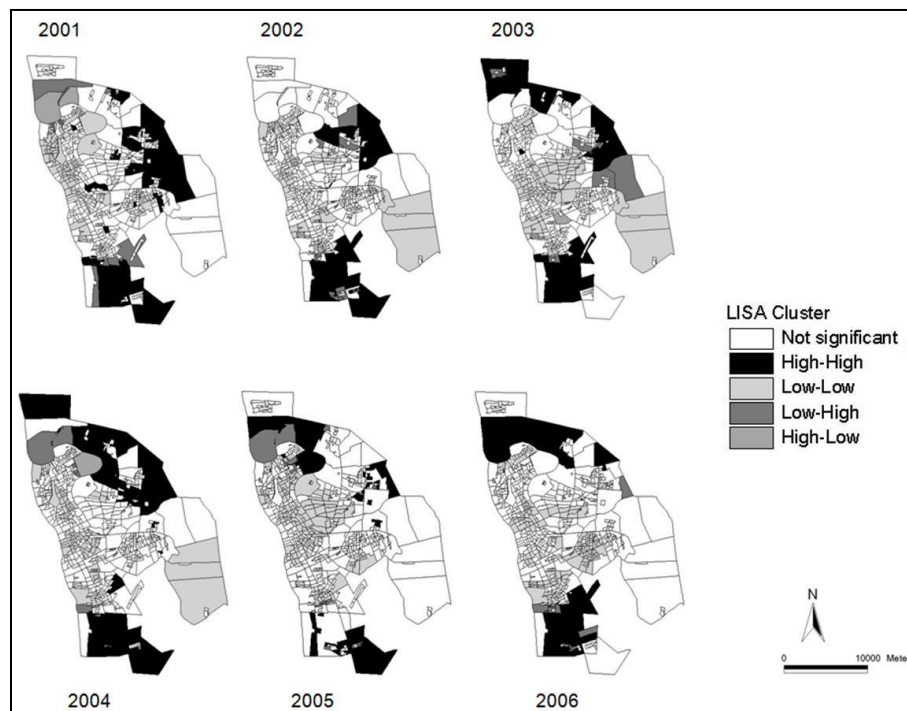 2001 2002 2003
LISA Cluster
Not significant
High-High
Low-Low
Low-High
High-Low
N
0 10000 Mete
2004 2005 2006